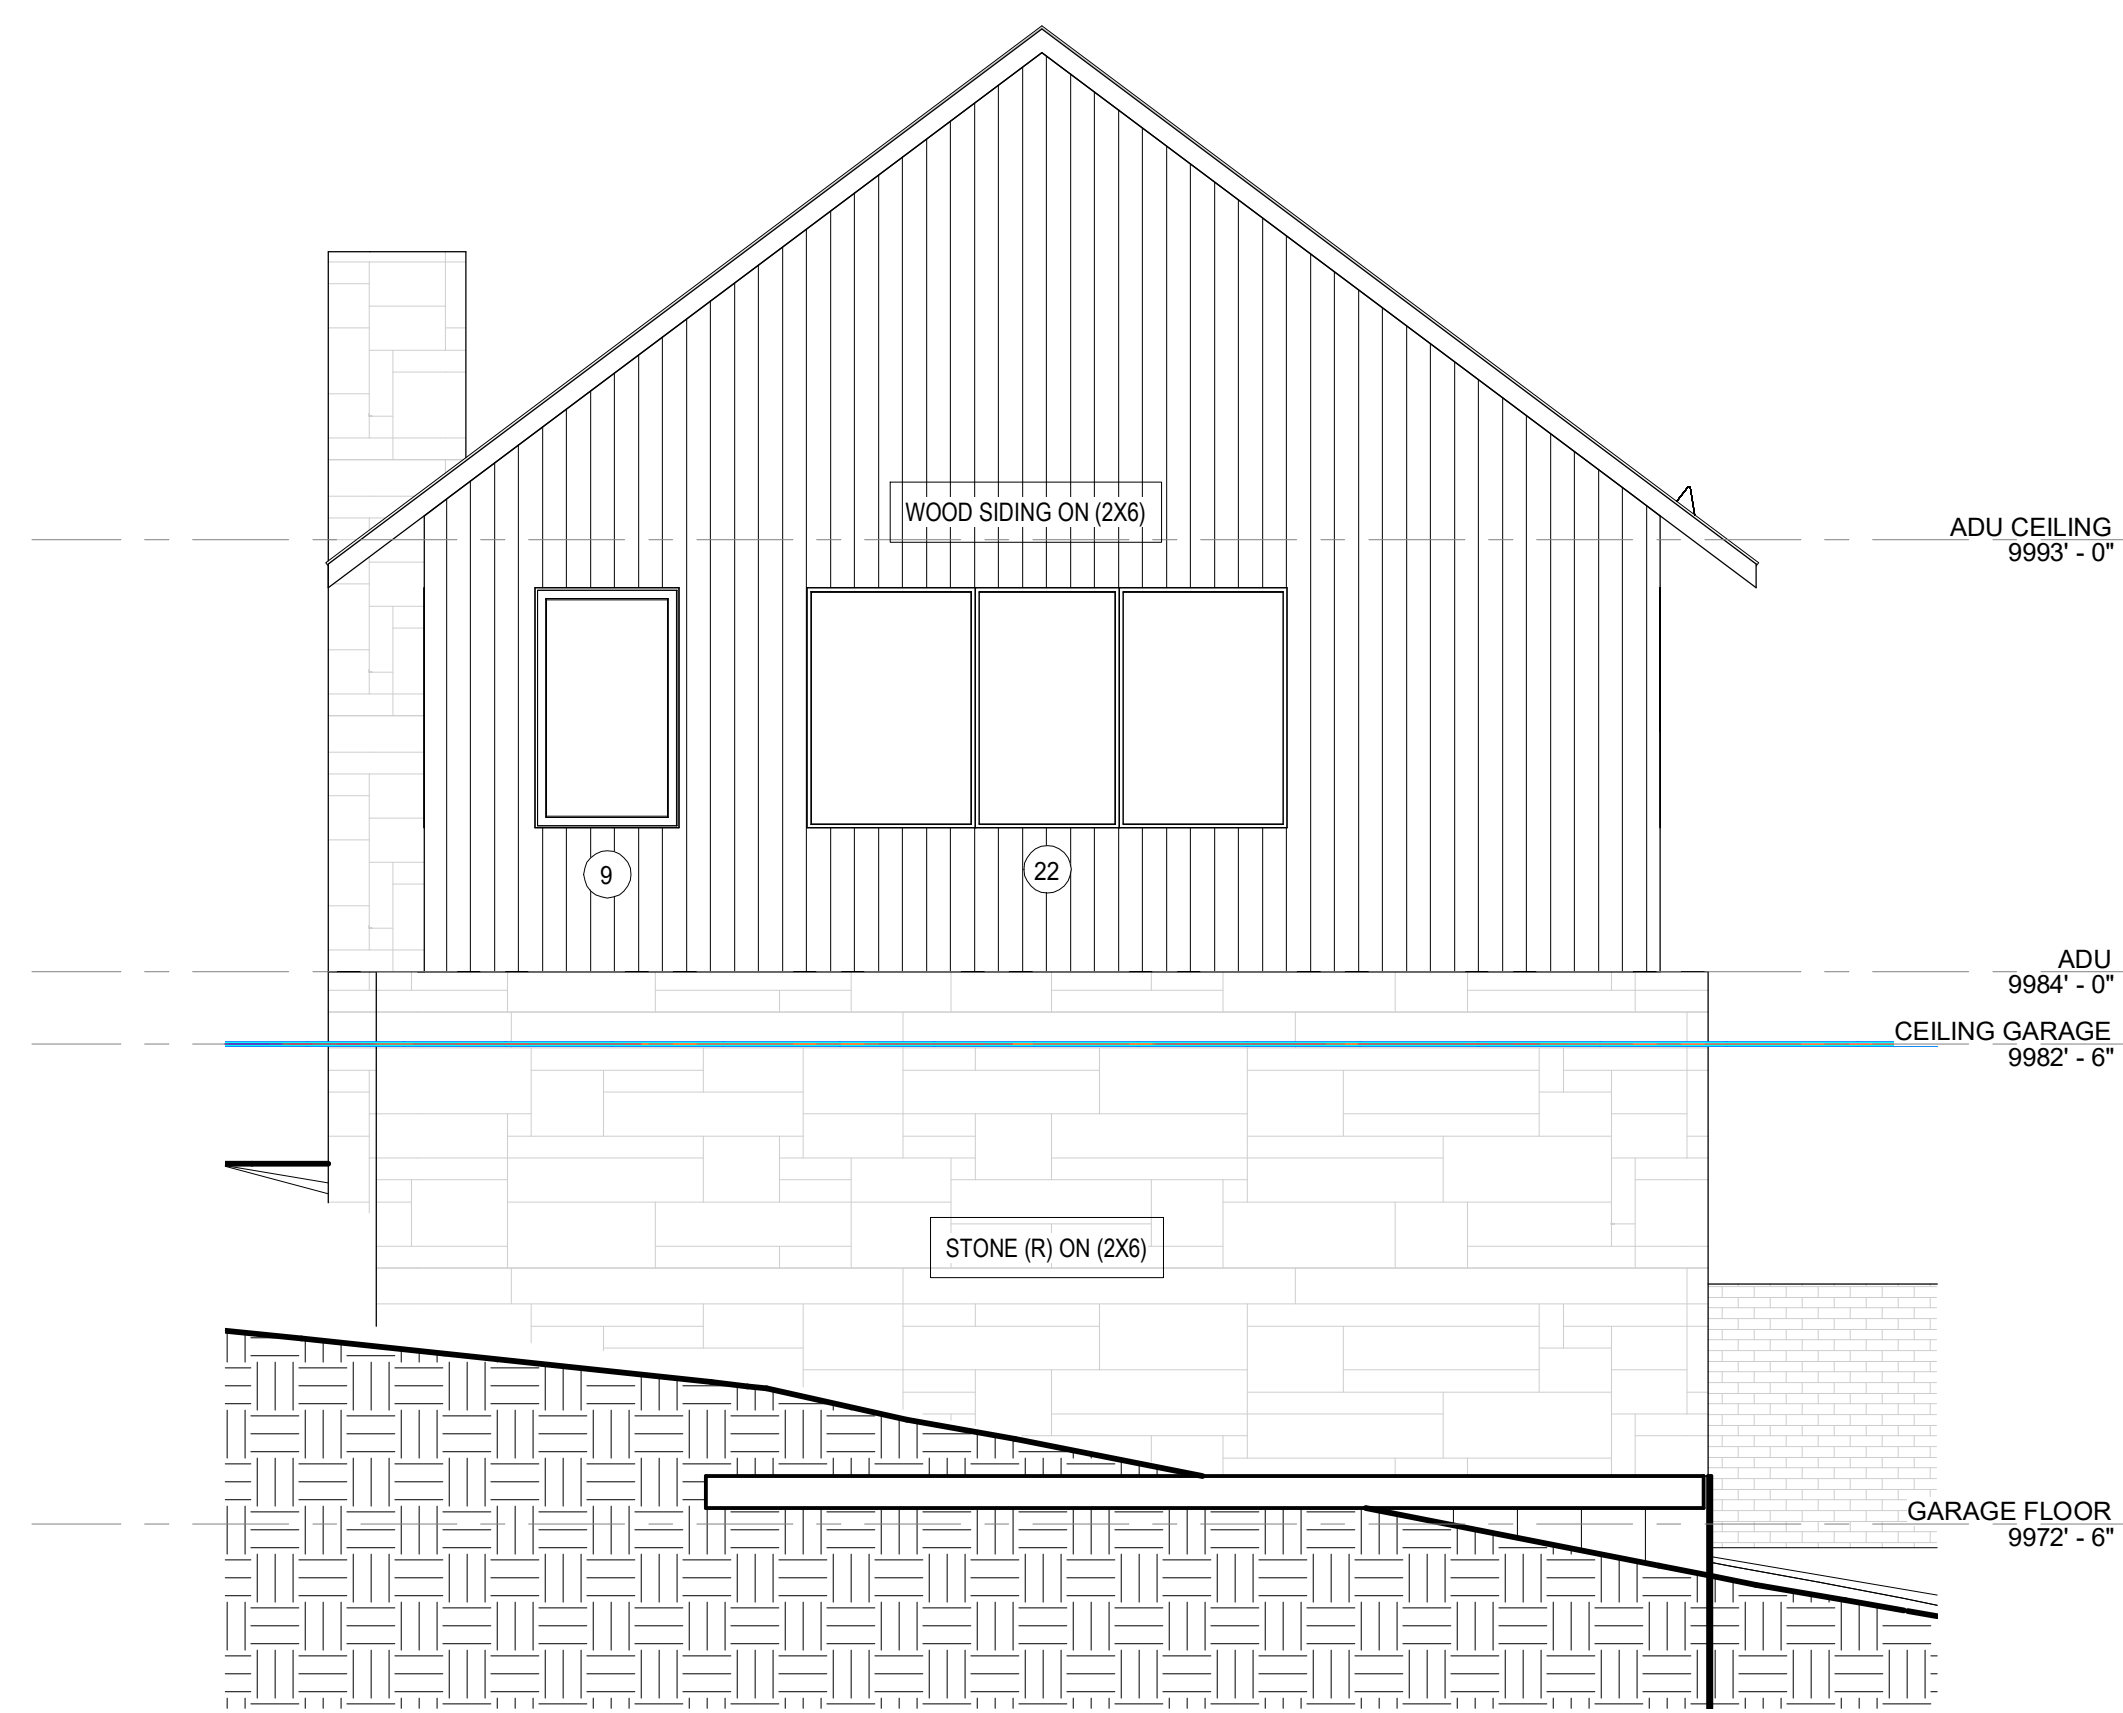 WOOD SIDING ON (2X6)
ADU CEILING
9993' - 0"
9
22
ADU
9984' - 0"
CEILING GARAGE
9982' - 6"
STONE (R) ON (2X6)
GARAGE FLOOR
9972' - 6"